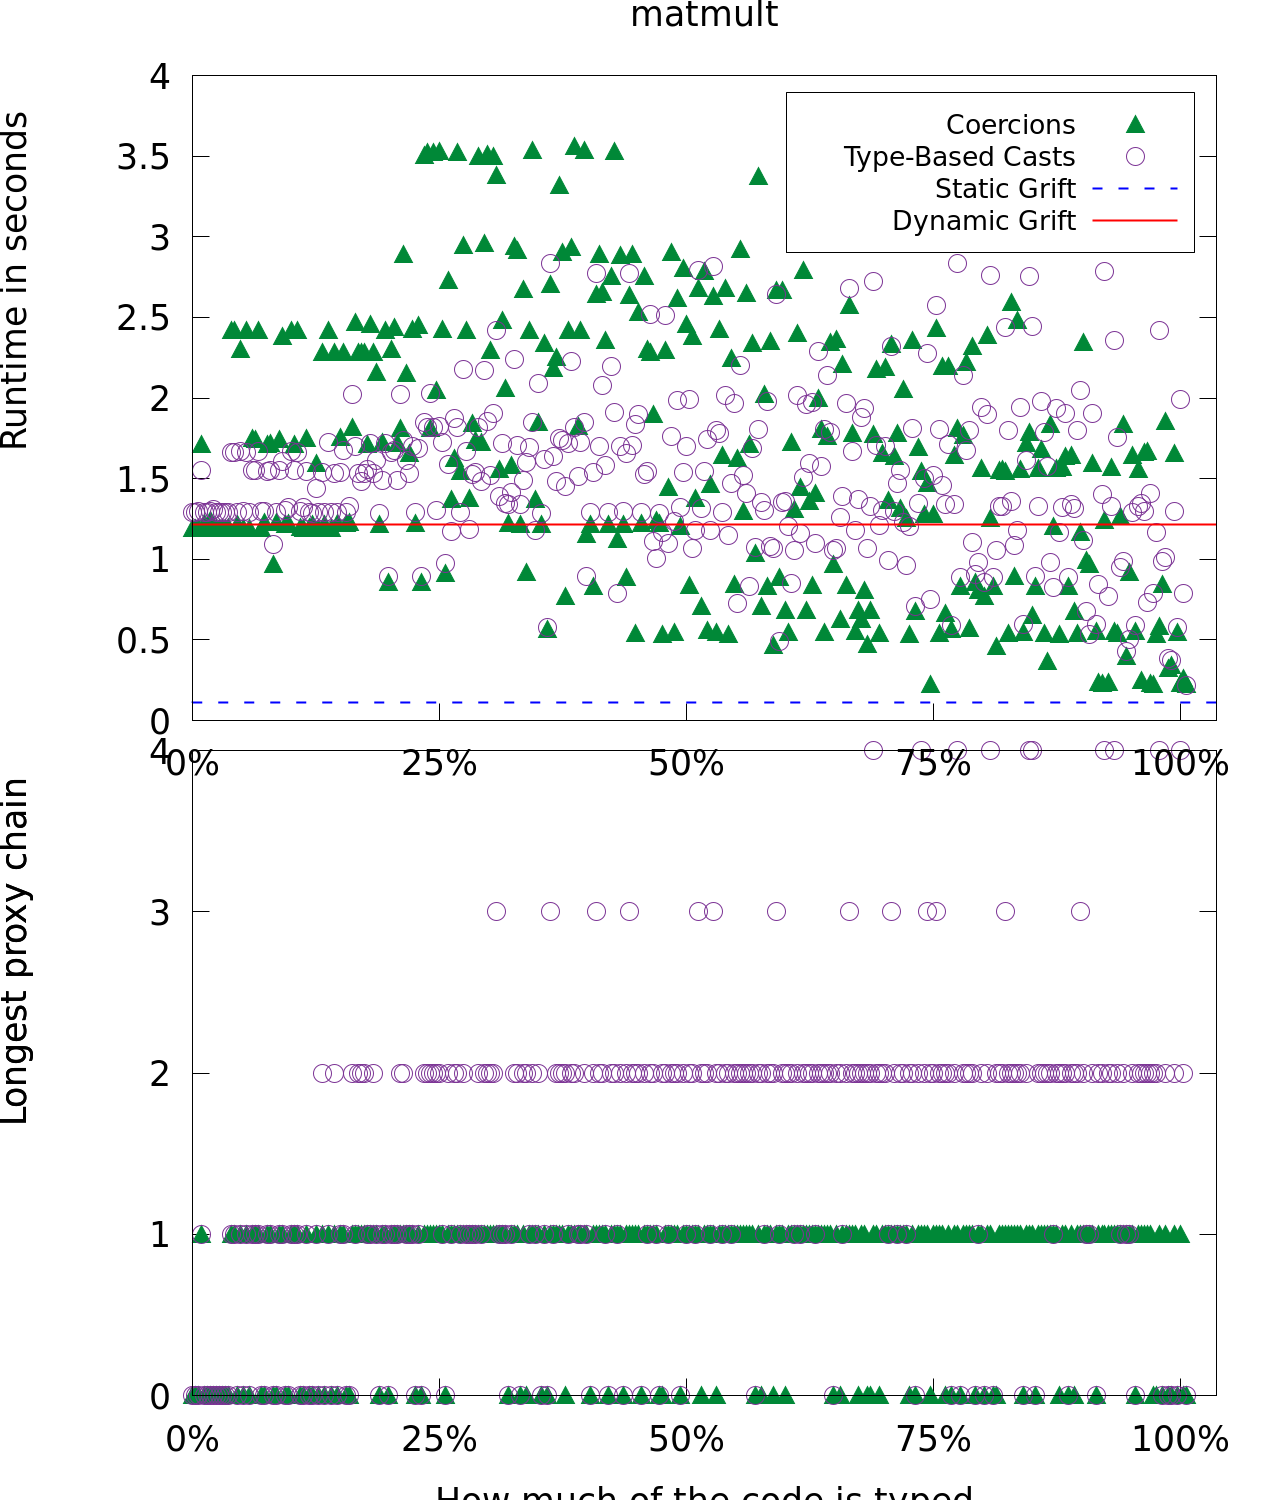 matmult
Runtime in seconds
4
3.5
3
2.5
2
1.5
1
0.5
0
Coercions
Type-Based Casts
Static Grift
Dynamic Grift
0% 25% 50% 75% 100%
Longest proxy chain
4
3
2
1
0
0% 25% 50% 75% 100%
How much of the code is typed